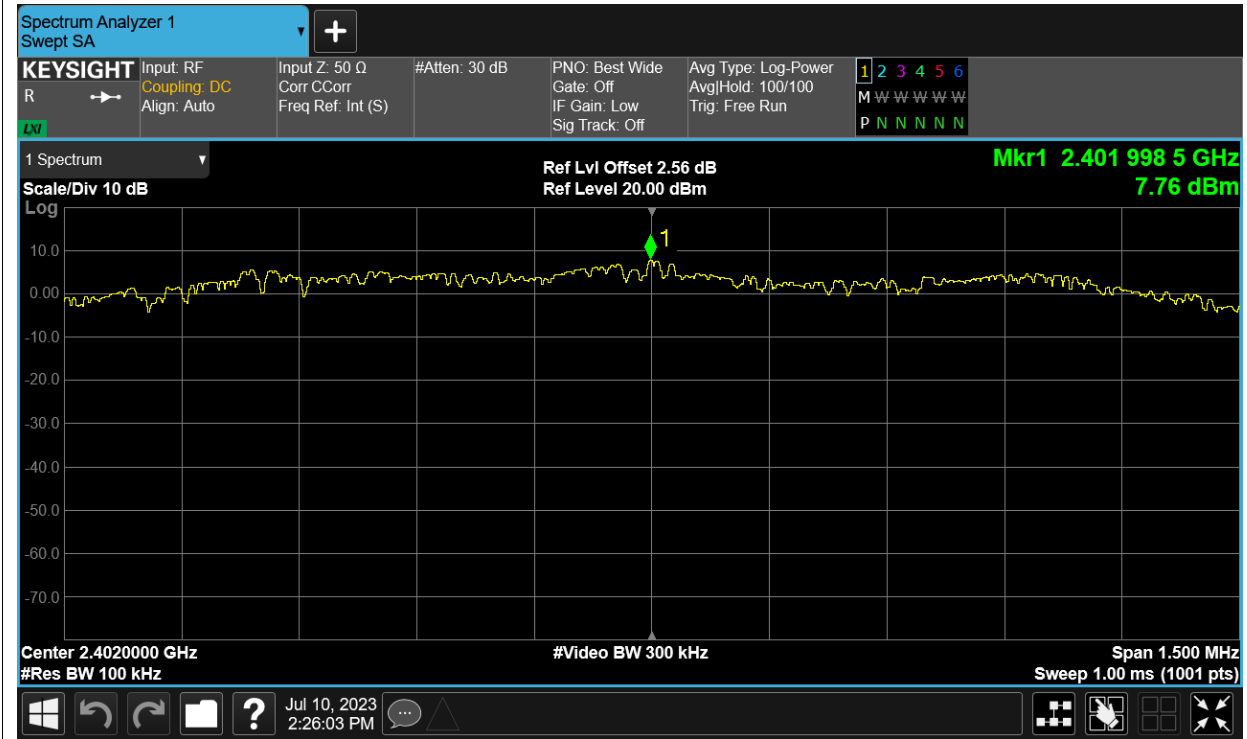 Spectrum Analyzer 1
Swept SA
+
KEYSIGHT
R
LXI
Input: RF
Coupling: DC
Align: Auto
Input Z: 50 Ω
Corr CCorr
Freq Ref: Int (S)
#Atten: 30 dB
PNO: Best Wide
Gate: Off
IF Gain: Low
Sig Track: Off
Avg Type: Log-Power
Avg|Hold: 100/100
Trig: Free Run
1 2 3 4 5 6
M W W W W W
P N N N N N
1 Spectrum
Scale/Div 10 dB
Log
Ref Lvl Offset 2.56 dB
Ref Level 20.00 dBm
Mkr1 2.401 998 5 GHz
7.76 dBm
1
10.0
0.00
-10.0
-20.0
-30.0
-40.0
-50.0
-60.0
-70.0
Center 2.4020000 GHz
#Res BW 100 kHz
#Video BW 300 kHz
Span 1.500 MHz
Sweep 1.00 ms (1001 pts)
?
Jul 10, 2023
2:26:03 PM